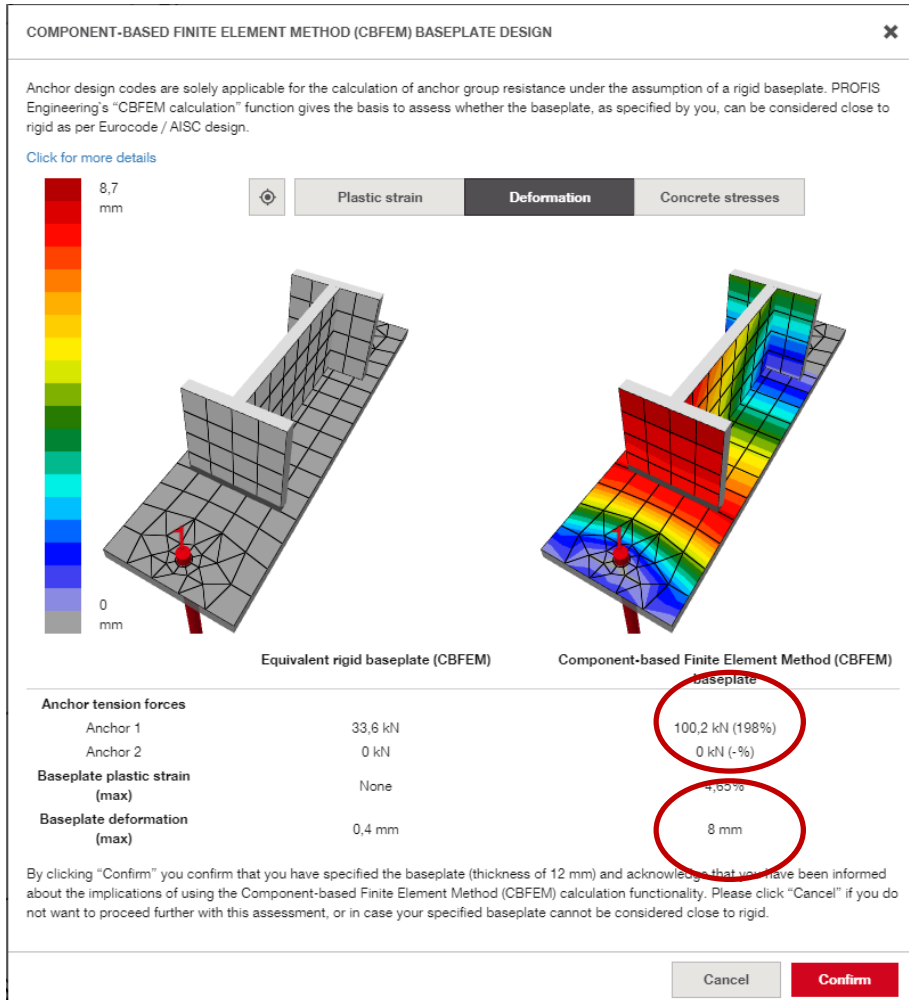 COMPONENT-BASED FINITE ELEMENT METHOD (CBFEM) BASEPLATE DESIGN
Anchor design codes are solely applicable for the calculation of anchor group resistance under the assumption of a rigid baseplate. PROFIS
Engineering`s “CBFEM calculation” function gives the basis to assess whether the baseplate, as specified by you, can be considered close to
rigid as per Eurocode / AISC design.
Click for more details
8,7
mm
Plastic strain Deformation Concrete stresses
1 1
0
mm
Equivalent rigid baseplate (CBFEM) Component-based Finite Element Method (CBFEM)
baseplate
Anchor tension forces
Anchor 1 33,6 kN 100,2 kN (198%)
Anchor 2 0 kN 0 kN (-%)
Baseplate plastic strain
(max) None 4,65%
Baseplate deformation
(max) 0,4 mm 8 mm
By clicking “Confirm” you confirm that you have specified the baseplate (thickness of 12 mm) and acknowledge that you have been informed
about the implications of using the Component-based Finite Element Method (CBFEM) calculation functionality. Please click “Cancel” if you do
not want to proceed further with this assessment, or in case your specified baseplate cannot be considered close to rigid.
Cancel Confirm